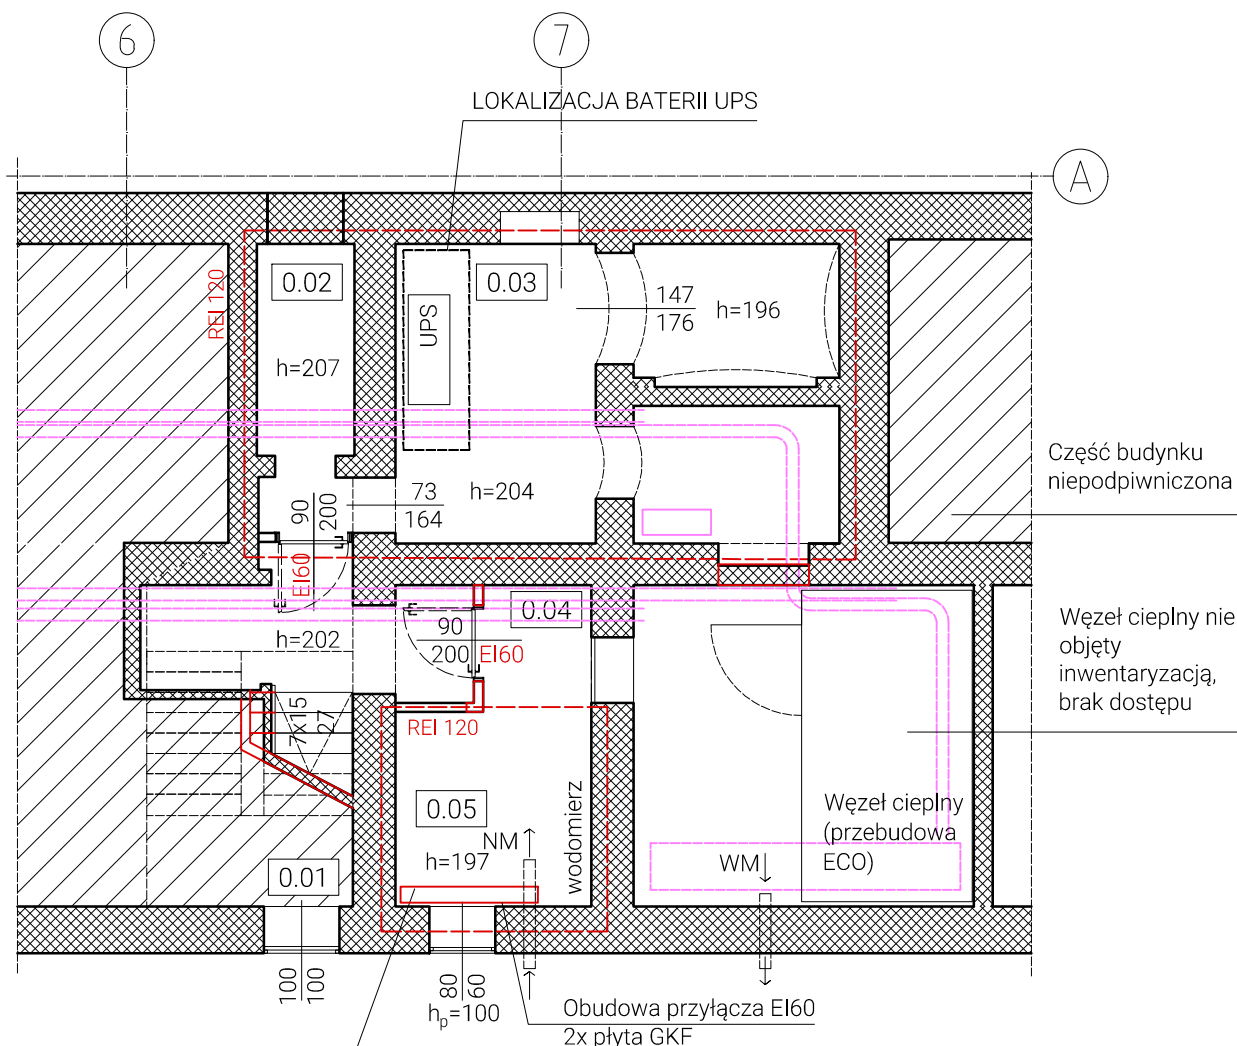 6
7
LOKALIZACJA BATERII UPS
A
REI 120
0.02
0.03
UPS
147
176
h=196
h=207
73
164
h=204
90
200
EI60
Część budynku
niepodpiwniczona
0.04
90
200
EI60
h=202
Węzeł cieplny nie
objęty
inwentaryzacją,
brak dostępu
7x15
27
REI 120
0.05
NM
h=197
wodomierz
Węzeł cieplny
(przebudowa
ECO)
WM
0.01
100
100
80
60
hp=100
Obudowa przyłącza EI60
2x płyta GKF